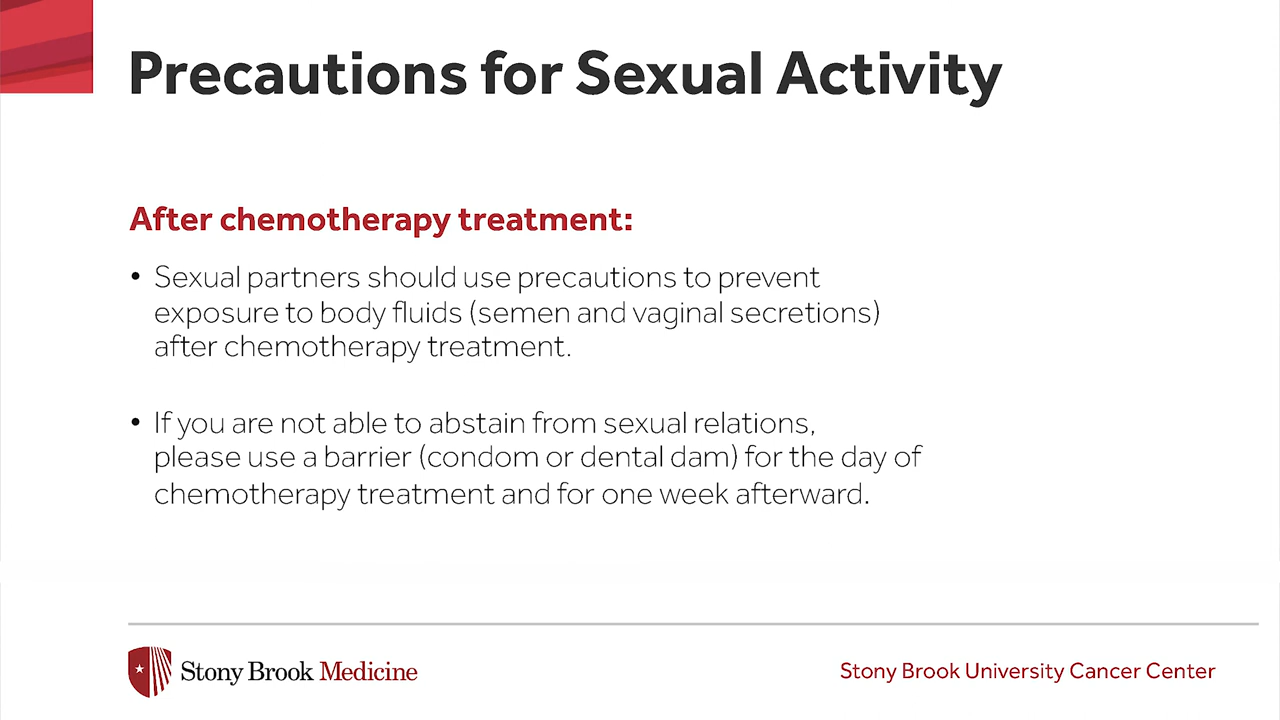 Precautions for Sexual Activity
After chemotherapy treatment:
• Sexual partners should use precautions to prevent
exposure to body fluids (semen and vaginal secretions)
after chemotherapy treatment.
• If you are not able to abstain from sexual relations,
please use a barrier (condom or dental dam) for the day of
chemotherapy treatment and for one week afterward.
Stony Brook Medicine
Stony Brook University Cancer Center